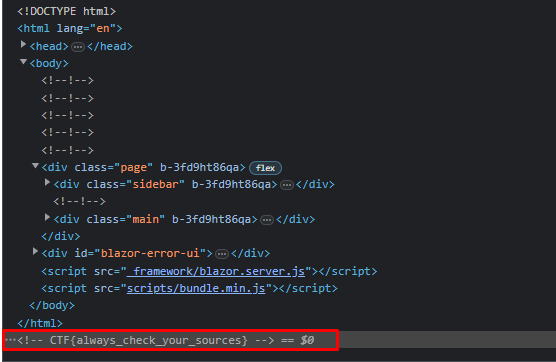 <!DOCTYPE html>
<html lang="en">
<head> ... </head>
<body>
<!--!-->
<!--!-->
<!--!-->
<!--!-->
<!--!-->
<div class="page" b-3fd9ht86qa> flex
<div class="sidebar" b-3fd9ht86qa> ... </div>
<!--!-->
<div class="main" b-3fd9ht86qa> ... </div>
</div>
<div id="blazor-error-ui"> ... </div>
<script src="_framework/blazor.server.js"></script>
<script src="scripts/bundle.min.js"></script>
</body>
</html>
...<!-- CTF{always_check_your_sources} --> == $0